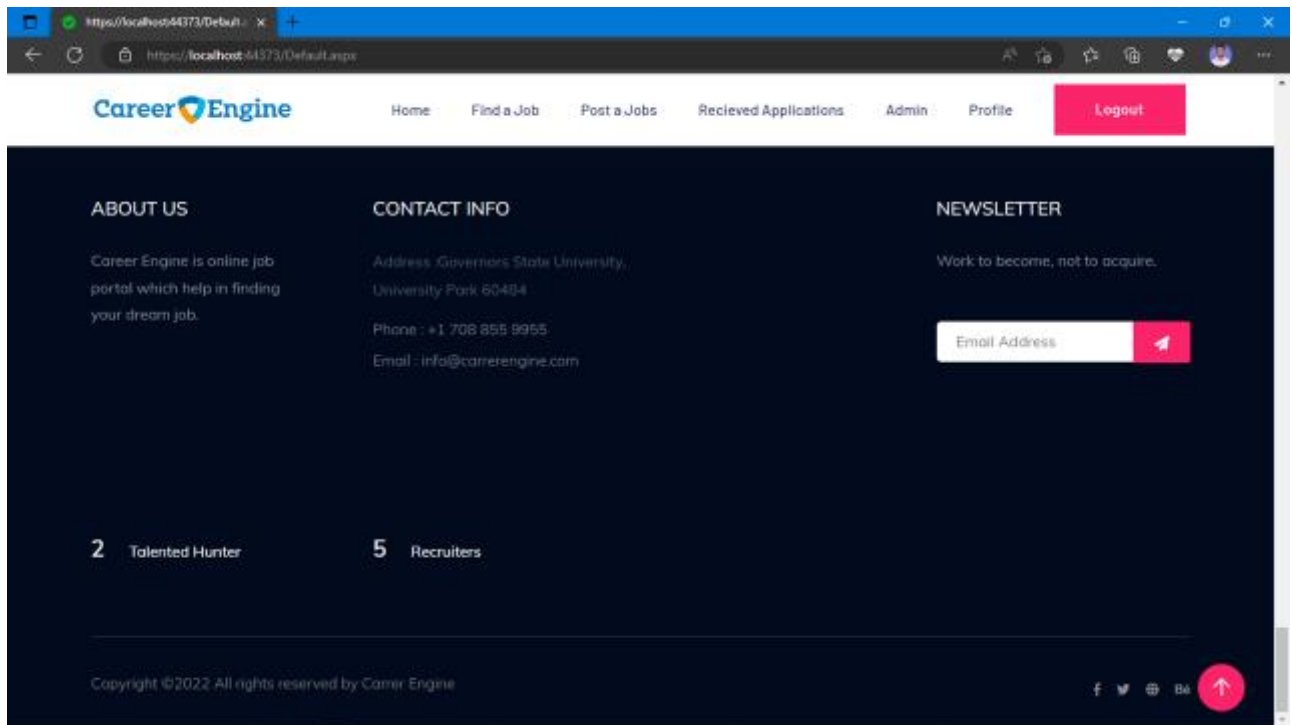 https://localhost:44373/Default.
https://localhost:44373/Default.aspx
Career Engine
Home Find a Job Post a Jobs Recieved Applications Admin Profile Logout
ABOUT US CONTACT INFO NEWSLETTER
Career Engine is online job
portal which help in finding
your dream job.
Address :Governors State University,
University Park 60484
Phone : +1 708 855 9955
Email : info@carrerengine.com
Work to become, not to acquire.
Email Address
2 Talented Hunter 5 Recruiters
Copyright ©2022 All rights reserved by Carrer Engine
Bē